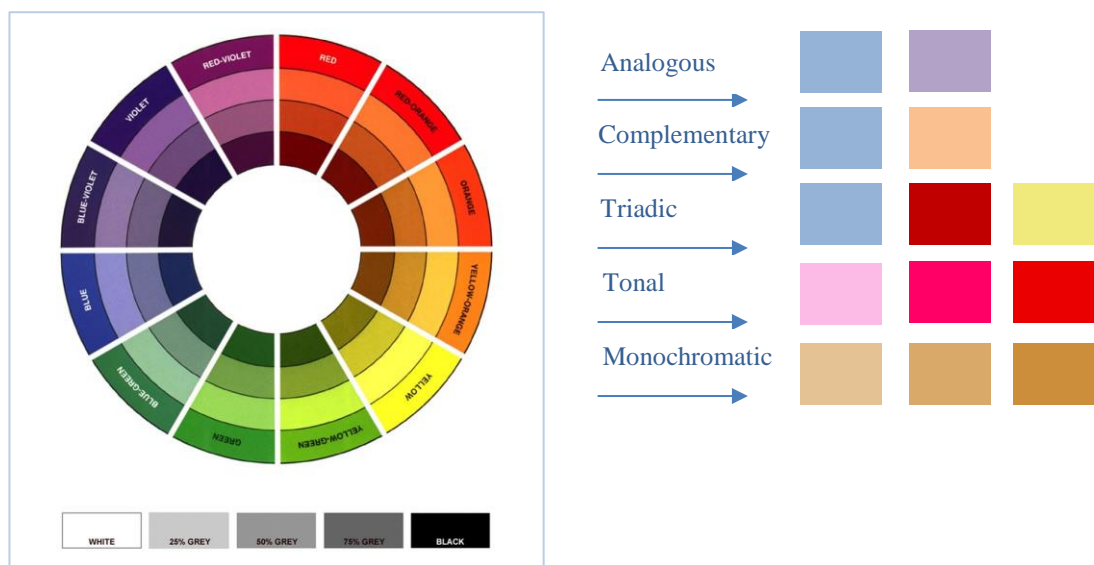 RED-VIOLET
RED
RED-ORANGE
ORANGE
YELLOW-ORANGE
YELLOW
YELLOW-GREEN
GREEN
BLUE-GREEN
BLUE
BLUE-VIOLET
VIOLET
WHITE
25% GREY
50% GREY
75% GREY
BLACK
Analogous
Complementary
Triadic
Tonal
Monochromatic